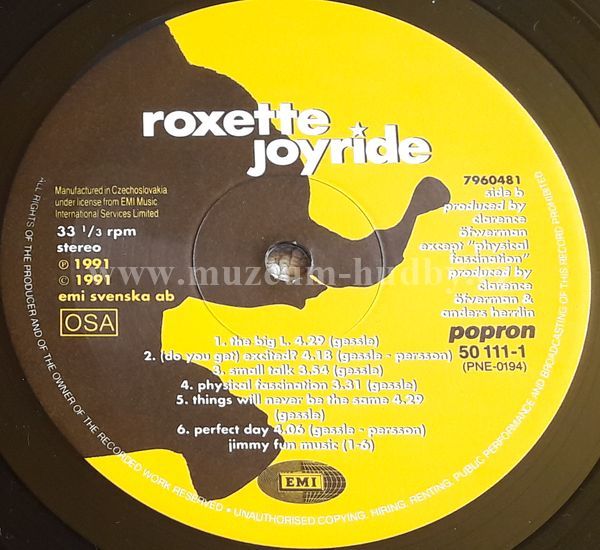 roxette
joyride
Manufactured in Czechoslovakia
under license from EMI Music
International Services Limited
33 1/3 rpm
stereo
℗ 1991
© 1991
emi svenska ab
OSA
7960481
side b
produced by
clarence
öfwerman
except "physical
fascination"
produced by
clarence
öfverman &
anders herrlin
popron
50 111-1
(PNE-0194)
1. the big L. 4.29 (gessle)
2. (do you get) excited? 4.18 (gessle - persson)
3. small talk 3.54 (gessle)
4. physical fascination 3.31 (gessle)
5. things will never be the same 4.29
(gessle)
6. perfect day 4.06 (gessle - persson)
jimmy fun music (1-6)
EMI
ALL RIGHTS OF THE PRODUCER AND OF THE OWNER OF THE RECORDED WORK RESERVED • UNAUTHORISED COPYING, HIRING, RENTING, PUBLIC PERFORMANCE AND BROADCASTING OF THIS RECORD PROHIBITED
www.muzeum-hudby.